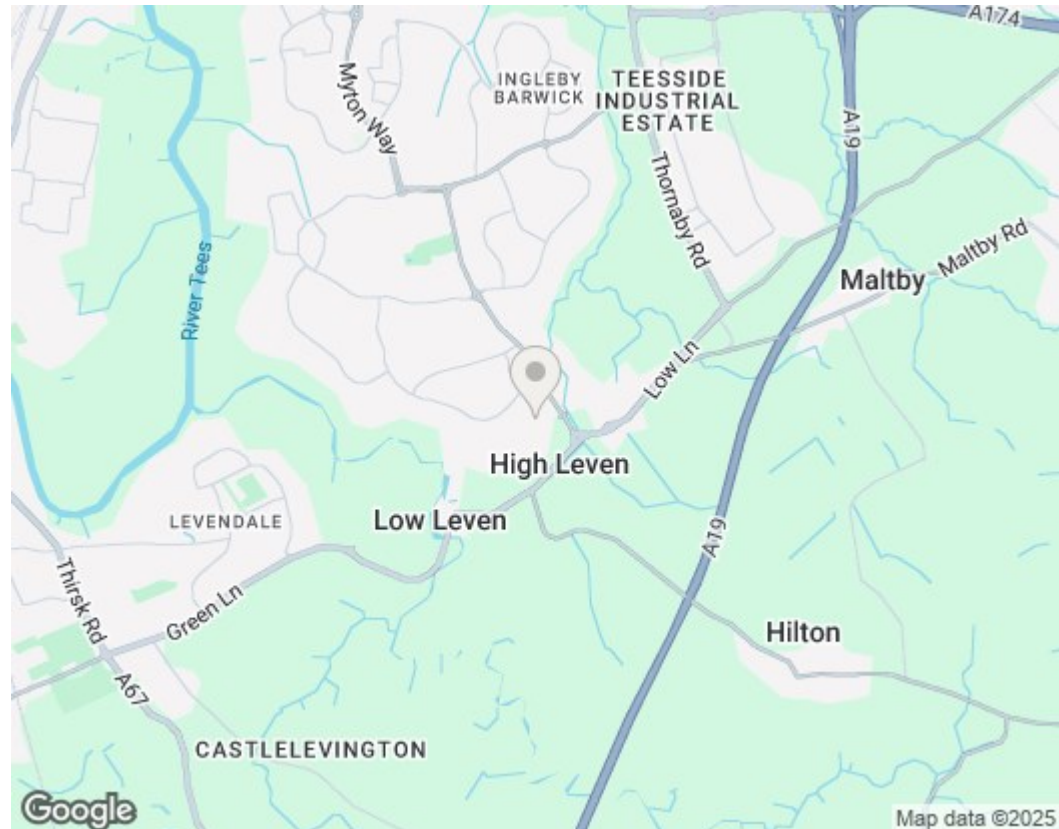 A174
INGLEBY
BARWICK
TEESSIDE
INDUSTRIAL
ESTATE
Myton Way
A19
Thornaby Rd
River Tees
Maltby Rd
Maltby
Low Ln
High Leven
Low Leven
LEVENDALE
A19
Thirsk Rd
Green Ln
Hilton
A67
CASTLELEVINGTON
Google
Map data ©2025